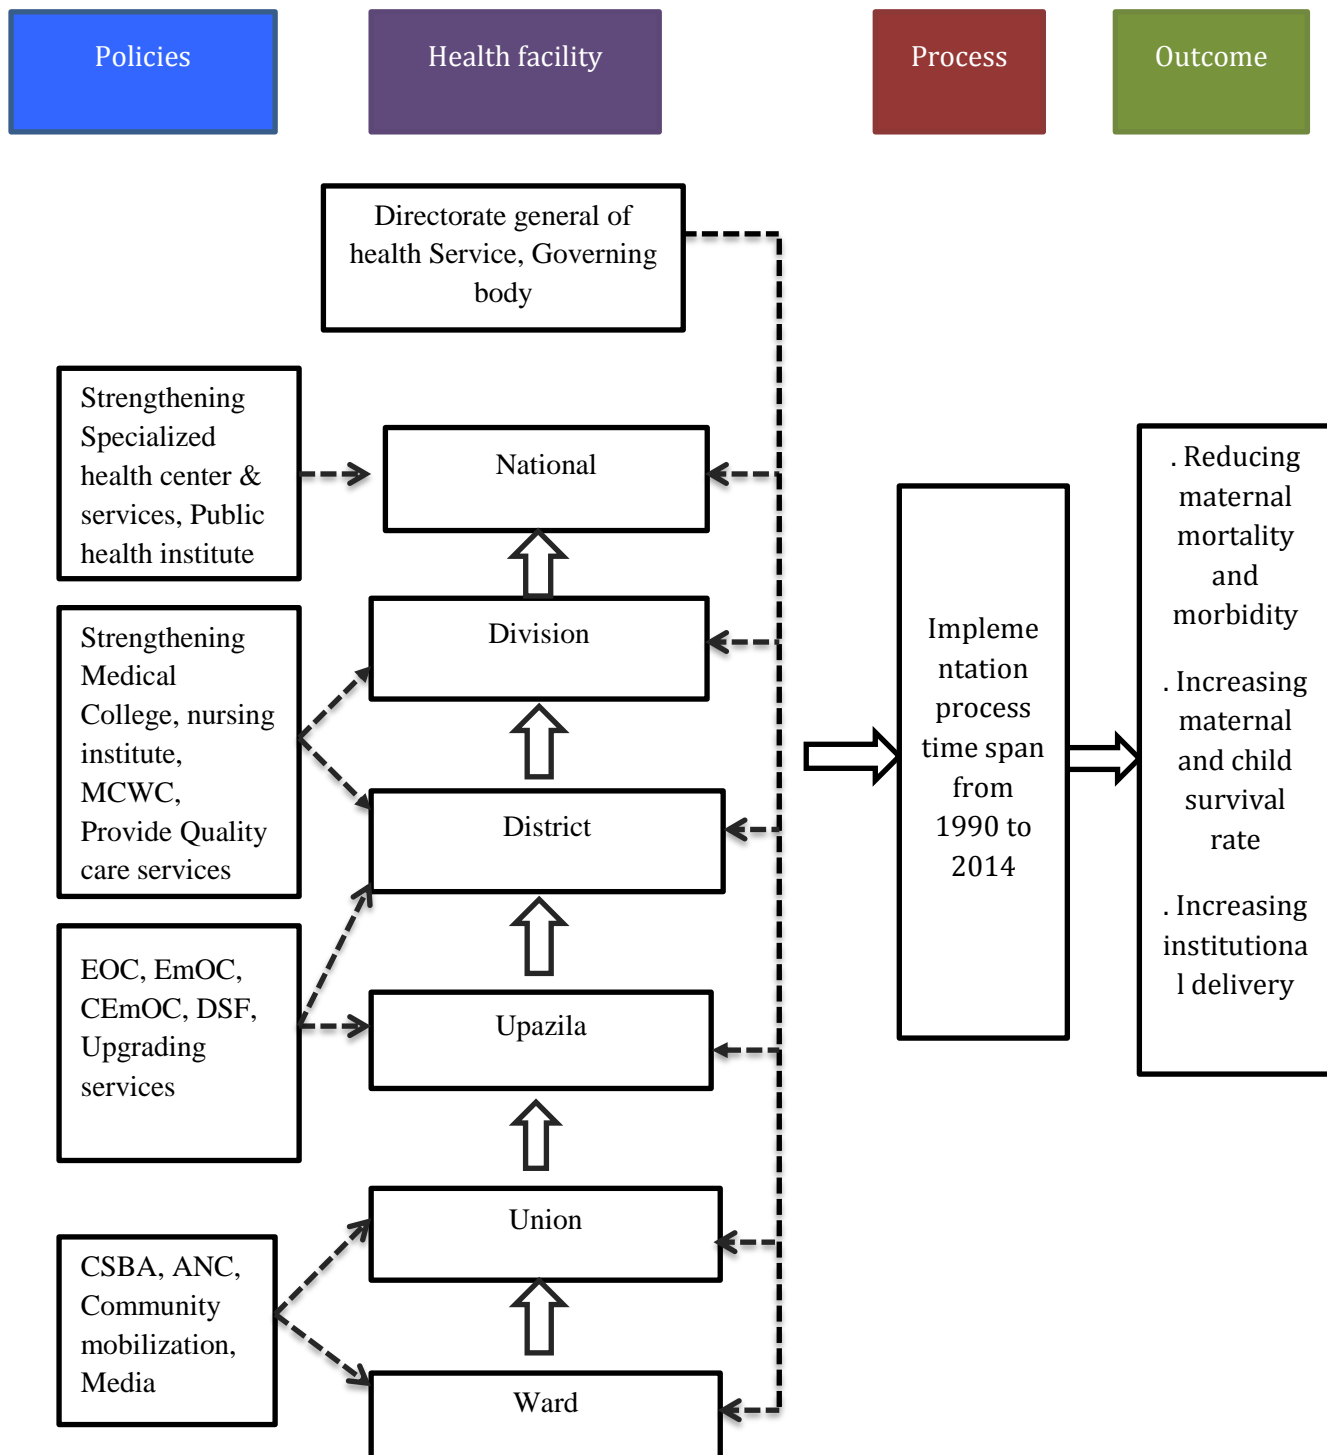 Policies
Health facility
Process
Outcome
Directorate general of
health Service, Governing
body
Strengthening
Specialized
health center &
services, Public
health institute
National
Strengthening
Medical
College, nursing
institute,
MCWC,
Provide Quality
care services
Division
District
EOC, EmOC,
CEmOC, DSF,
Upgrading
services
Upazila
CSBA, ANC,
Community
mobilization,
Media
Union
Ward
Impleme
ntation
process
time span
from
1990 to
2014
. Reducing
maternal
mortality
and
morbidity
. Increasing
maternal
and child
survival
rate
. Increasing
institutiona
l delivery